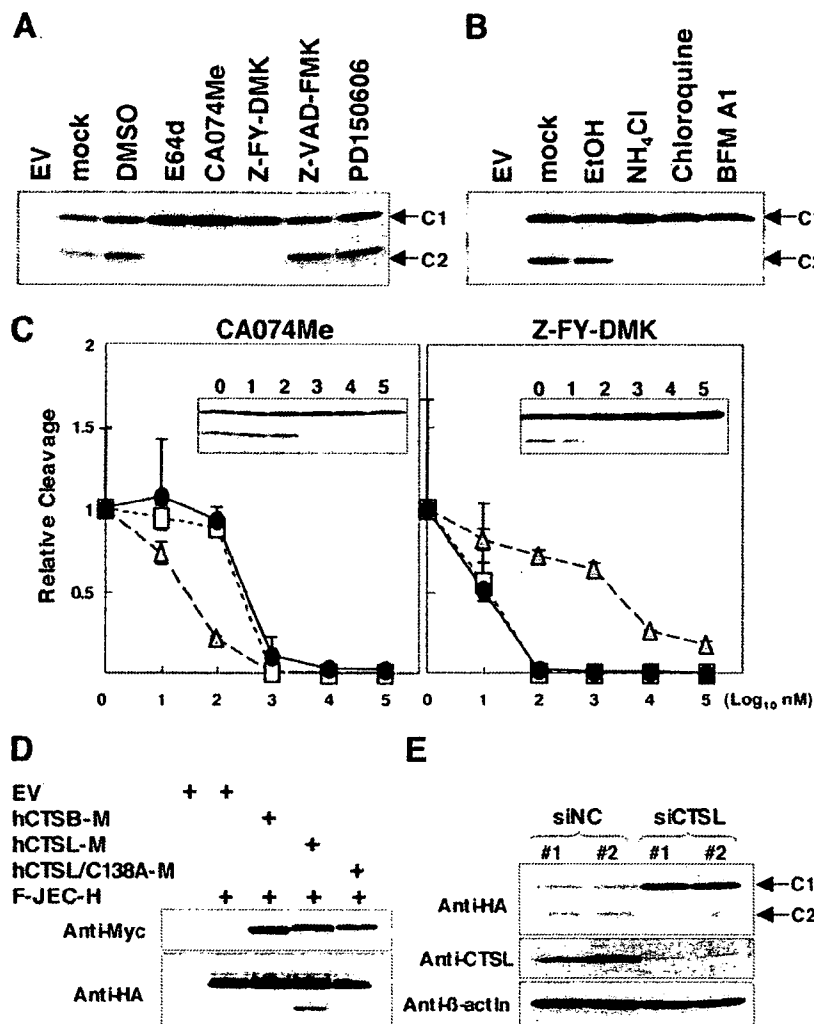 A
EV
mock
DMSO
E64d
CA074Me
Z-FY-DMK
Z-VAD-FMK
PD150606
C1
C2
B
EV
mock
EtOH
NH4Cl
Chloroquine
BFM A1
C
CA074Me
Z-FY-DMK
Relative Cleavage
2
1.5
1
0.5
0 1 2 3 4 5
0 1 2 3 4 5
0 1 2 3 4 5
0 1 2 3 4 5 (Log10 nM)
D
EV + +
hCTSB-M +
hCTSL-M +
hCTSL/C138A-M +
F-JEC-H + + + +
Anti-Myc
Anti-HA
E
siNC siCTSL
#1 #2 #1 #2
Anti-HA
C1
C2
Anti-CTSL
Anti-ß-actin